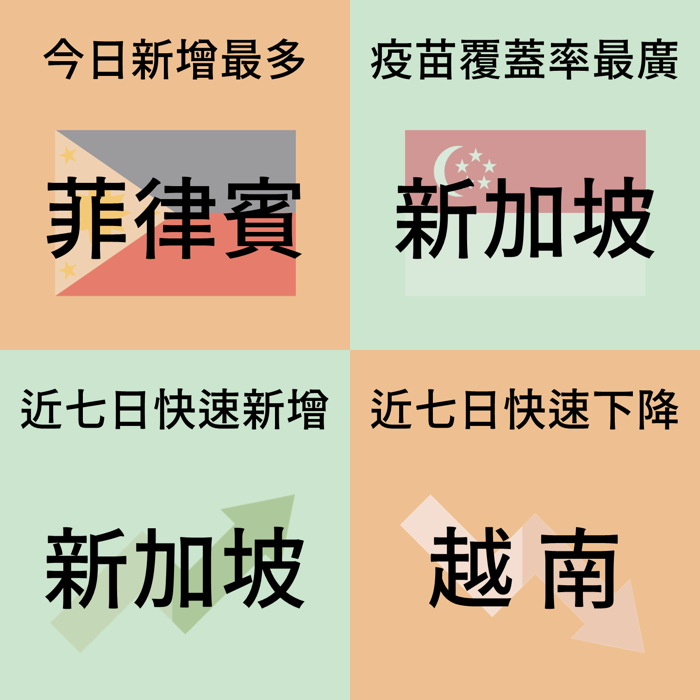 今日新增最多
菲律賓
疫苗覆蓋率最廣
新加坡
近七日快速新增
新加坡
近七日快速下降
越南